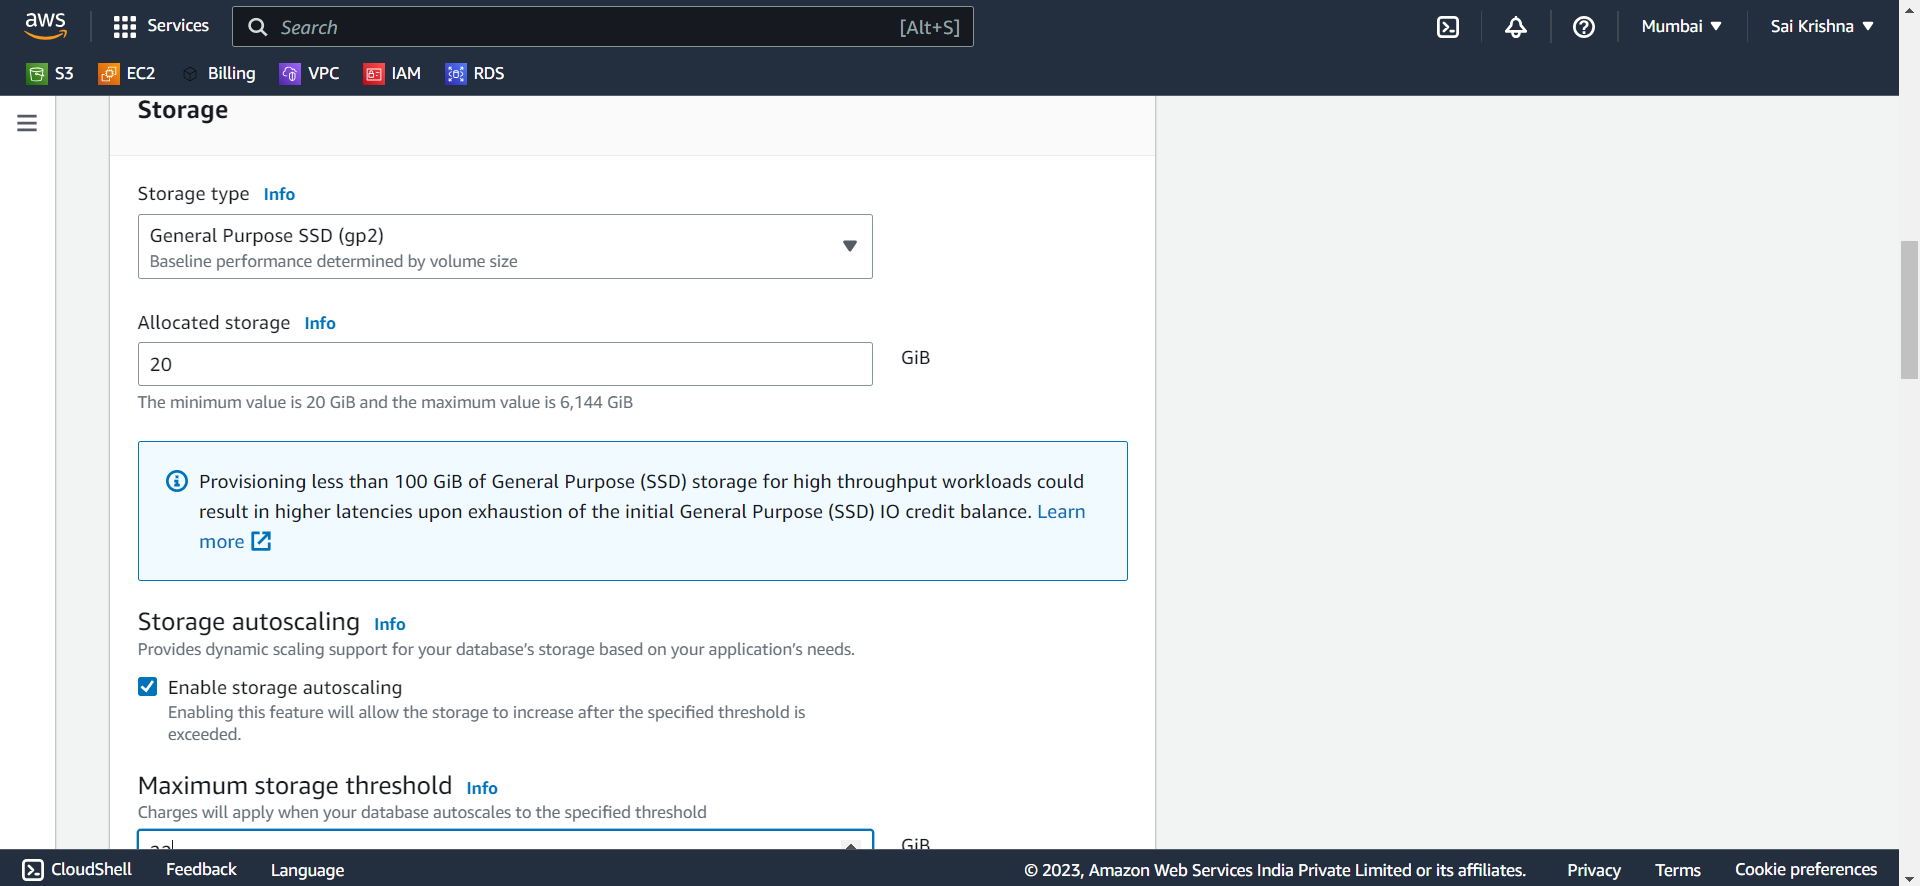 aws
Services
Search
[Alt+S]
Mumbai
Sai Krishna
S3
EC2
Billing
VPC
IAM
RDS
Storage
Storage type Info
General Purpose SSD (gp2)
Baseline performance determined by volume size
Allocated storage Info
20
GiB
The minimum value is 20 GiB and the maximum value is 6,144 GiB
Provisioning less than 100 GiB of General Purpose (SSD) storage for high throughput workloads could
result in higher latencies upon exhaustion of the initial General Purpose (SSD) IO credit balance. Learn
more
Storage autoscaling Info
Provides dynamic scaling support for your database's storage based on your application's needs.
Enable storage autoscaling
Enabling this feature will allow the storage to increase after the specified threshold is
exceeded.
Maximum storage threshold Info
Charges will apply when your database autoscales to the specified threshold
GiB
CloudShell
Feedback
Language
© 2023, Amazon Web Services India Private Limited or its affiliates.
Privacy
Terms
Cookie preferences